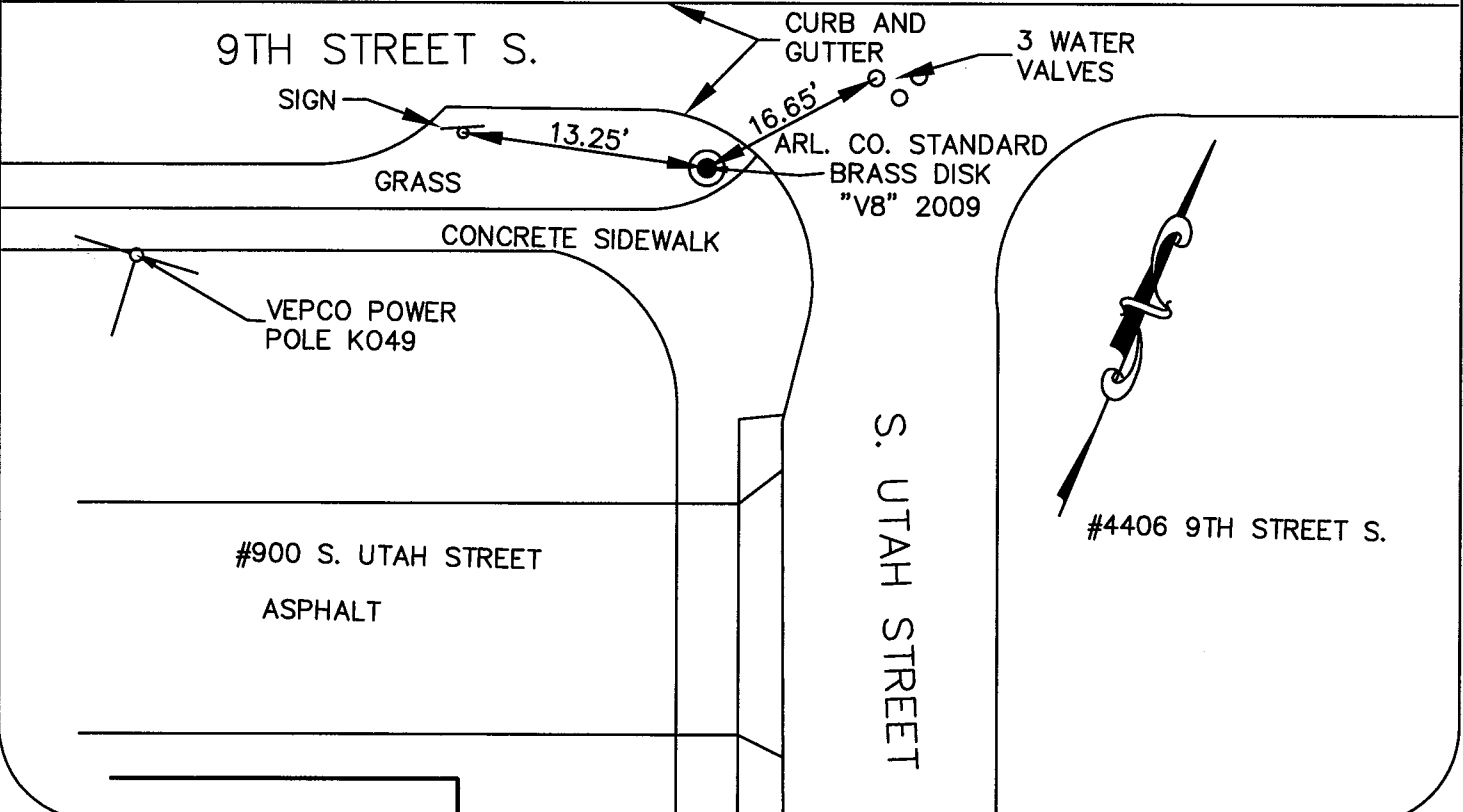 9TH STREET S.
CURB AND
GUTTER
3 WATER
VALVES
SIGN
16.65'
13.25'
ARL. CO. STANDARD
BRASS DISK
"V8" 2009
GRASS
CONCRETE SIDEWALK
VEPCO POWER
POLE K049
S. UTAH STREET
#4406 9TH STREET S.
#900 S. UTAH STREET
ASPHALT